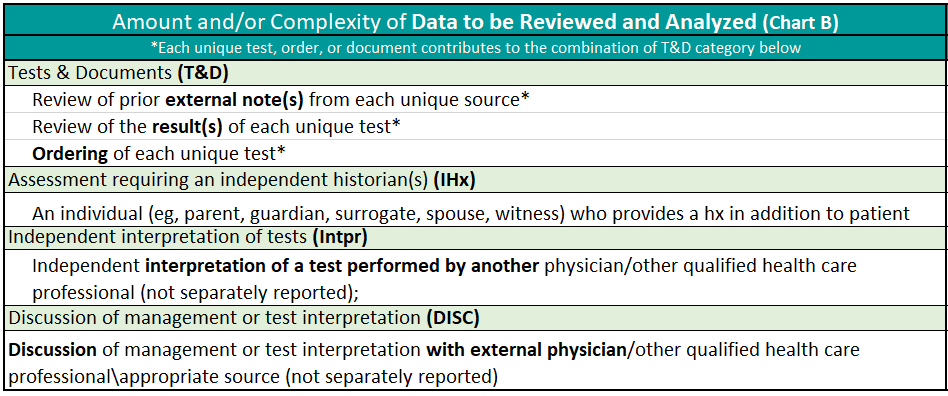 Amount and/or Complexity of Data to be Reviewed and Analyzed (Chart B)
*Each unique test, order, or document contributes to the combination of T&D category below
Tests & Documents (T&D)
Review of prior external note(s) from each unique source*
Review of the result(s) of each unique test*
Ordering of each unique test*
Assessment requiring an independent historian(s) (IHx)
An individual (eg, parent, guardian, surrogate, spouse, witness) who provides a hx in addition to patient
Independent interpretation of tests (Intpr)
Independent interpretation of a test performed by another physician/other qualified health care
professional (not separately reported);
Discussion of management or test interpretation (DISC)
Discussion of management or test interpretation with external physician/other qualified health care
professional\appropriate source (not separately reported)